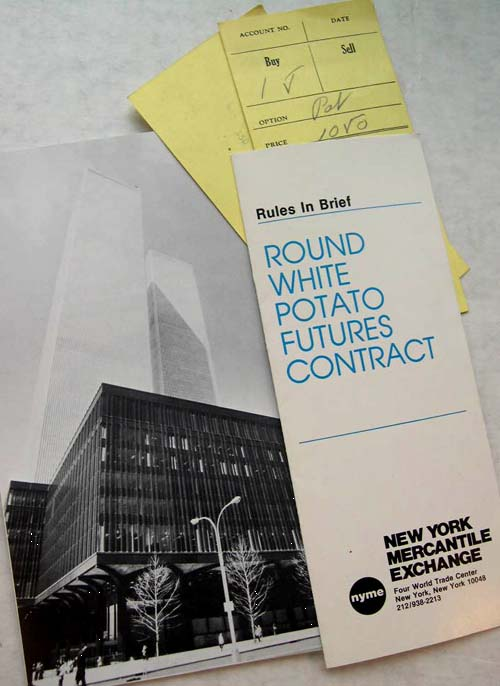 ACCOUNT NO. DATE
Buy Sell
1
OPTION Pot
PRICE 1050
Rules In Brief
ROUND
WHITE
POTATO
FUTURES
CONTRACT
NEW YORK
MERCANTILE
EXCHANGE
nyme
Four World Trade Center
New York, New York 10048
212/938-2213